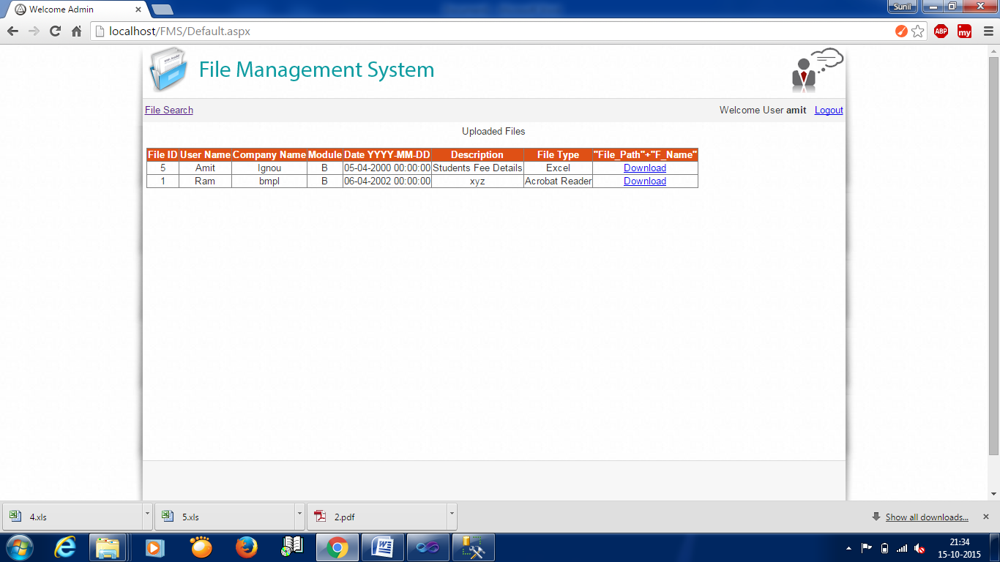 Welcome Admin
Sunil
localhost/FMS/Default.aspx
ABP
my
File Management System
File Search
Welcome User amit Logout
Uploaded Files
File ID User Name Company Name Module Date YYYY-MM-DD Description File Type "File_Path"+"F_Name"
5 Amit Ignou B 05-04-2000 00:00:00 Students Fee Details Excel Download
1 Ram bmpl B 06-04-2002 00:00:00 xyz Acrobat Reader Download
4.xls
5.xls
2.pdf
Show all downloads...
21:34
15-10-2015